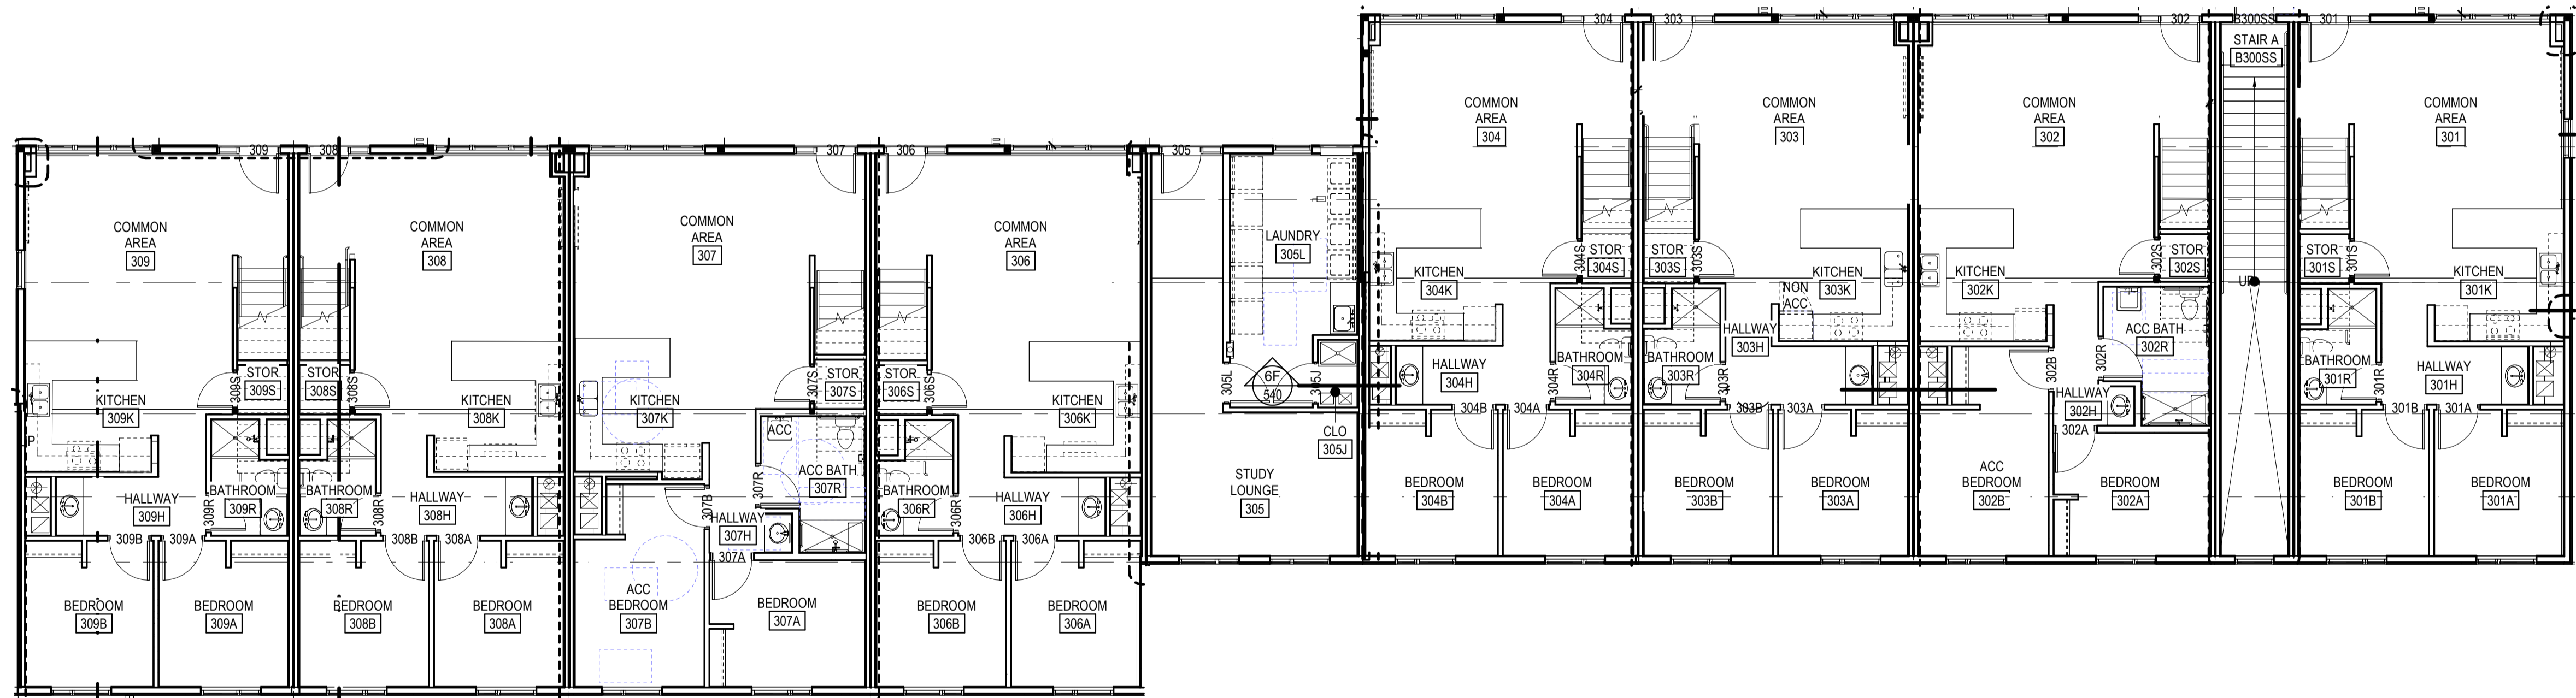 304
303
302
B300SS
301
STAIR A
B300SS
COMMON
AREA
304
COMMON
AREA
303
COMMON
AREA
302
COMMON
AREA
301
309
308
307
306
305
COMMON
AREA
309
COMMON
AREA
308
COMMON
AREA
307
COMMON
AREA
306
LAUNDRY
305L
304S
STOR
304S
STOR
303S
303S
302S
STOR
302S
STOR
301S
301S
KITCHEN
304K
NON
ACC
KITCHEN
303K
KITCHEN
302K
UP
KITCHEN
301K
HALLWAY
303H
ACC BATH
302R
302R
302B
HALLWAY
304H
304R
BATHROOM
304R
BATHROOM
303R
303R
BATHROOM
301R
301R
HALLWAY
301H
309S
STOR
309S
STOR
308S
308S
307S
STOR
307S
STOR
306S
306S
305L
6F
540
305J
HALLWAY
302H
302A
304B
304A
303B
303A
301B
301A
KITCHEN
309K
KITCHEN
308K
KITCHEN
307K
ACC
KITCHEN
306K
CLO
305J
ACC BATH
307R
307R
307B
STUDY
LOUNGE
305
BEDROOM
304B
BEDROOM
304A
BEDROOM
303B
BEDROOM
303A
ACC
BEDROOM
302B
BEDROOM
302A
BEDROOM
301B
BEDROOM
301A
HALLWAY
309H
309R
BATHROOM
309R
BATHROOM
308R
308R
HALLWAY
308H
HALLWAY
307H
BATHROOM
306R
306R
HALLWAY
306H
309B
309A
308B
308A
307A
306B
306A
BEDROOM
309B
BEDROOM
309A
BEDROOM
308B
BEDROOM
308A
ACC
BEDROOM
307B
BEDROOM
307A
BEDROOM
306B
BEDROOM
306A